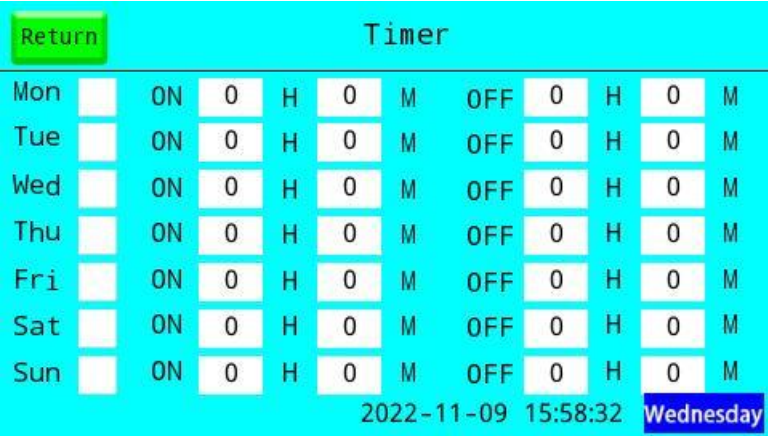 Return Timer
Mon ON 0 H 0 M OFF 0 H 0 M
Tue ON 0 H 0 M OFF 0 H 0 M
Wed ON 0 H 0 M OFF 0 H 0 M
Thu ON 0 H 0 M OFF 0 H 0 M
Fri ON 0 H 0 M OFF 0 H 0 M
Sat ON 0 H 0 M OFF 0 H 0 M
Sun ON 0 H 0 M OFF 0 H 0 M
2022-11-09 15:58:32 Wednesday